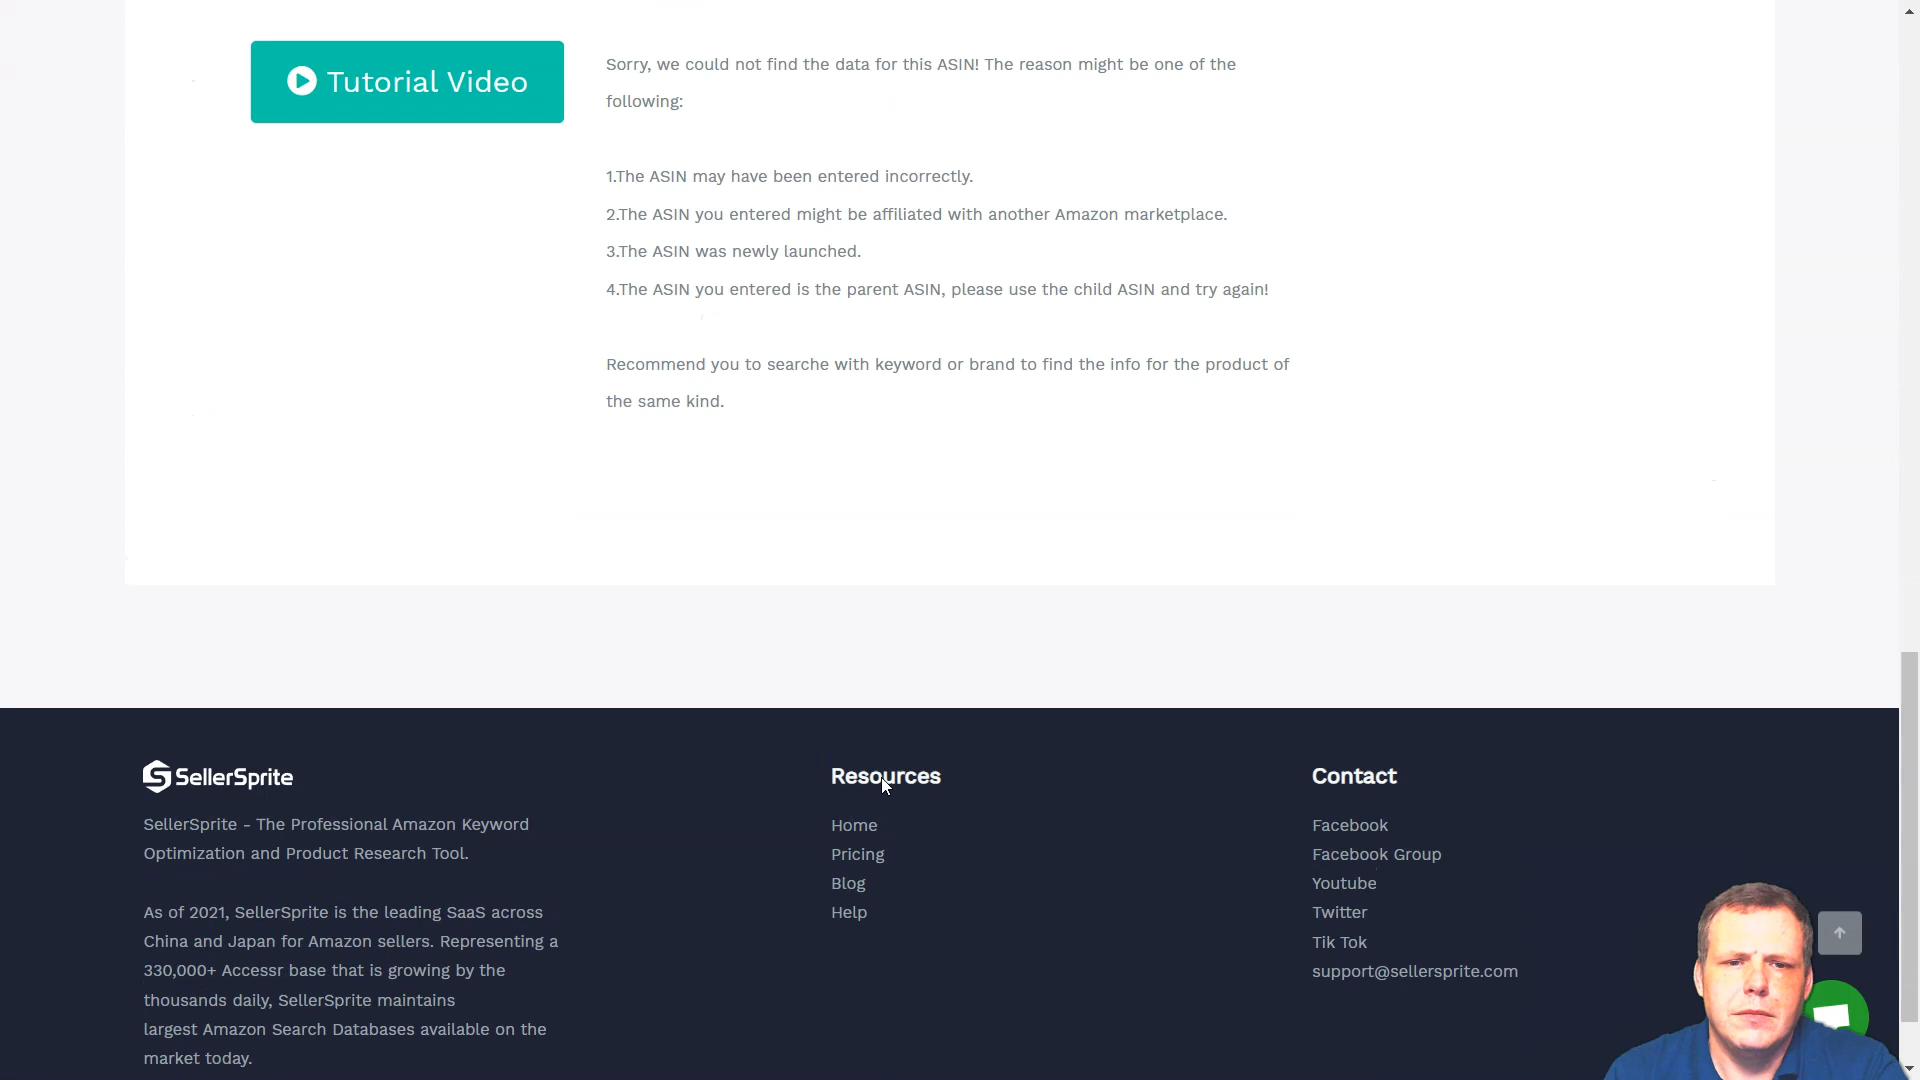 Tutorial Video
Sorry, we could not find the data for this ASIN! The reason might be one of the
following:
1.The ASIN may have been entered incorrectly.
2.The ASIN you entered might be affiliated with another Amazon marketplace.
3.The ASIN was newly launched.
4.The ASIN you entered is the parent ASIN, please use the child ASIN and try again!
Recommend you to searche with keyword or brand to find the info for the product of
the same kind.
SellerSprite
SellerSprite - The Professional Amazon Keyword
Optimization and Product Research Tool.
As of 2021, SellerSprite is the leading SaaS across
China and Japan for Amazon sellers. Representing a
330,000+ Accessr base that is growing by the
thousands daily, SellerSprite maintains
largest Amazon Search Databases available on the
market today.
Resources
Home
Pricing
Blog
Help
Contact
Facebook
Facebook Group
Youtube
Twitter
Tik Tok
support@sellersprite.com